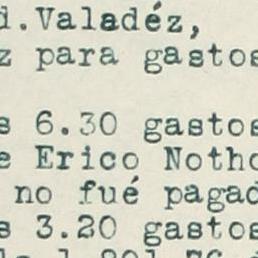 d.Valadéz,
z para gastos
s 6.30 gastos
e Erico Notho
no fué pagad
s 3.20 gastos